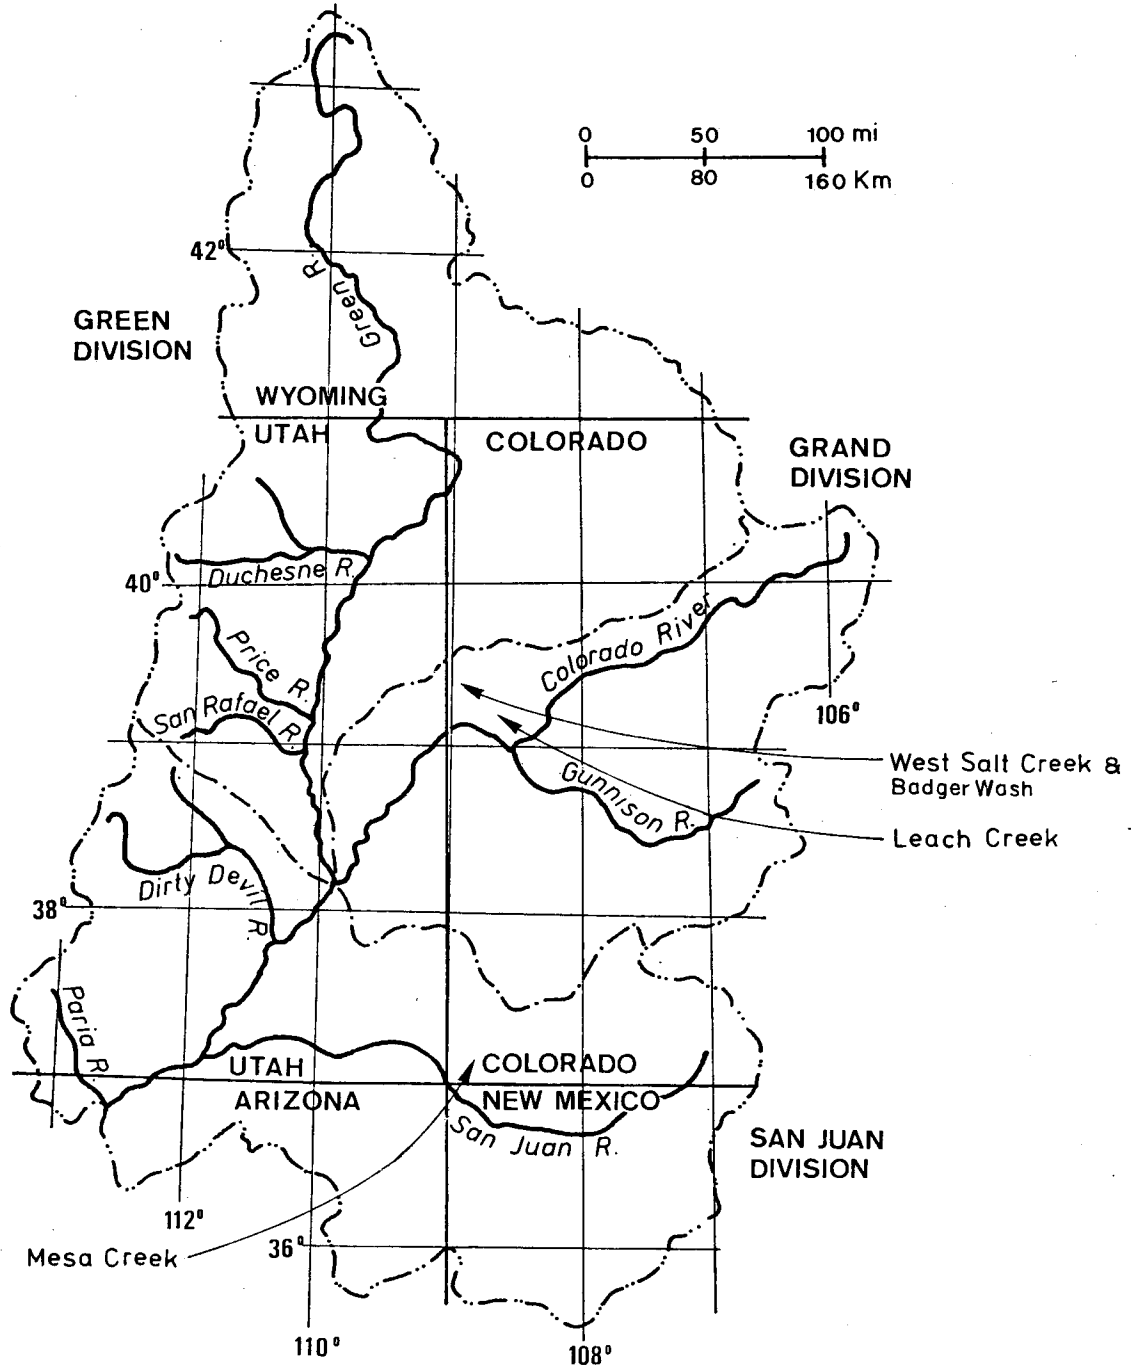 0 50 100 mi
0 80 160 Km
42°
Green R.
GREEN
DIVISION
WYOMING
UTAH
COLORADO
GRAND
DIVISION
Duchesne R.
40°
Price R.
Colorado River
San Rafael R.
106°
West Salt Creek &
Badger Wash
Gunnison R.
Leach Creek
Dirty Devil R.
38°
Paria R.
UTAH
COLORADO
ARIZONA
NEW MEXICO
San Juan R.
SAN JUAN
DIVISION
112°
Mesa Creek
36°
110°
108°